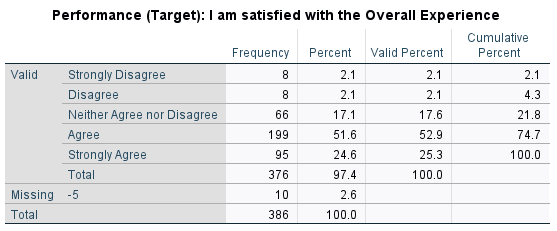 Performance (Target): I am satisfied with the Overall Experience
Frequency Percent Valid Percent Cumulative Percent
Valid Strongly Disagree 8 2.1 2.1 2.1
Disagree 8 2.1 2.1 4.3
Neither Agree nor Disagree 66 17.1 17.6 21.8
Agree 199 51.6 52.9 74.7
Strongly Agree 95 24.6 25.3 100.0
Total 376 97.4 100.0
Missing -5 10 2.6
Total 386 100.0